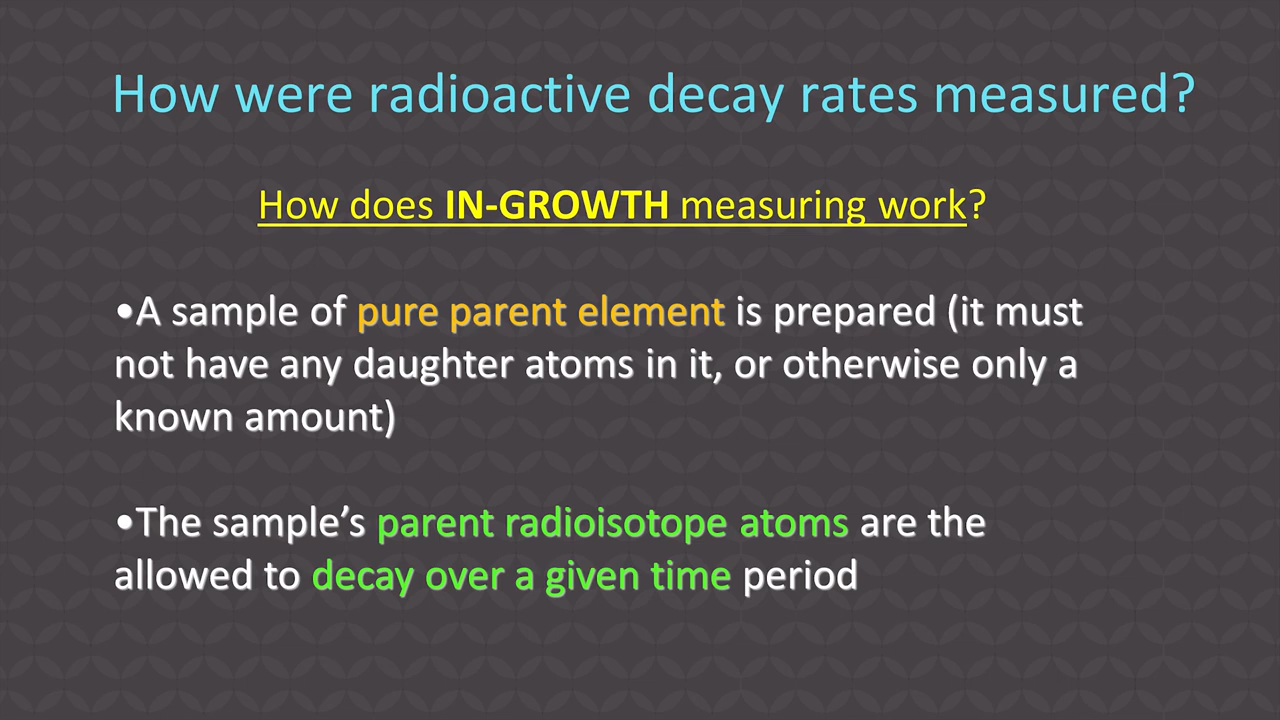 How were radioactive decay rates measured?
How does IN-GROWTH measuring work?
•A sample of pure parent element is prepared (it must
not have any daughter atoms in it, or otherwise only a
known amount)
•The sample’s parent radioisotope atoms are the
allowed to decay over a given time period